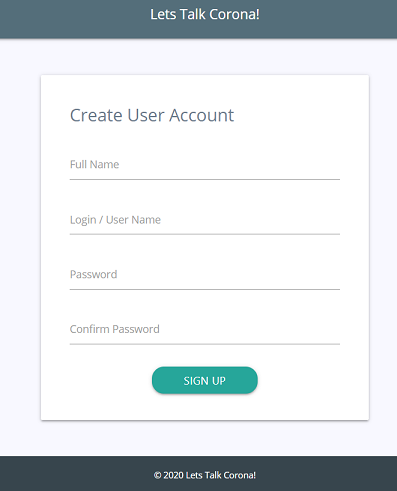 Lets Talk Corona!
Create User Account
Full Name
Login / User Name
Password
Confirm Password
SIGN UP
© 2020 Lets Talk Corona!